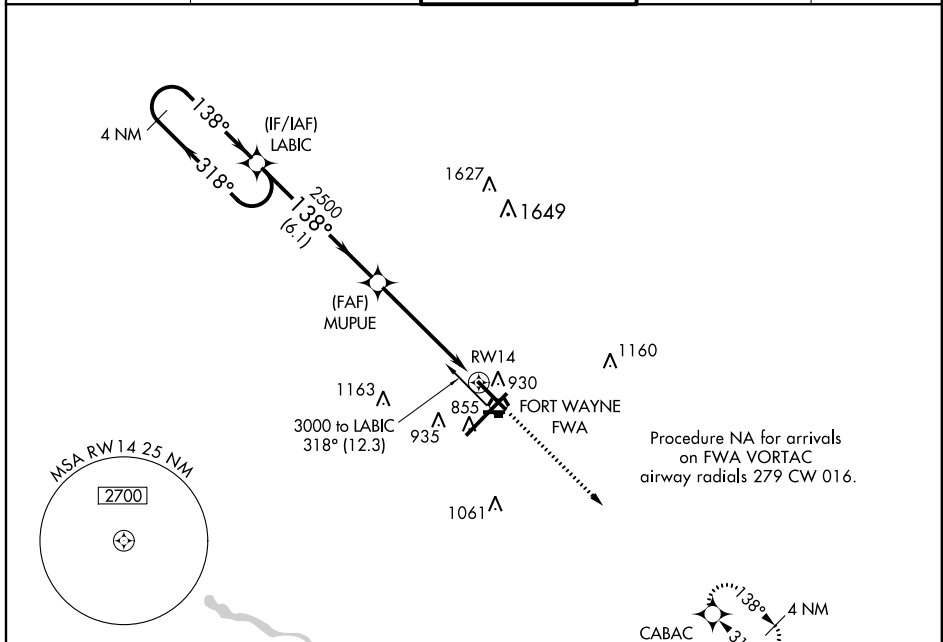 138°
4 NM
(IF/IAF)
LABIC
318°
2500
138°
(6.1)
1627
1649
(FAF)
MUPUE
RW14
930
1160
1163
855
FORT WAYNE
FWA
3000 to LABIC
318° (12.3)
935
Procedure NA for arrivals
on FWA VORTAC
airway radials 279 CW 016.
MSA RW14 25 NM
2700
1061
138°
4 NM
CABAC